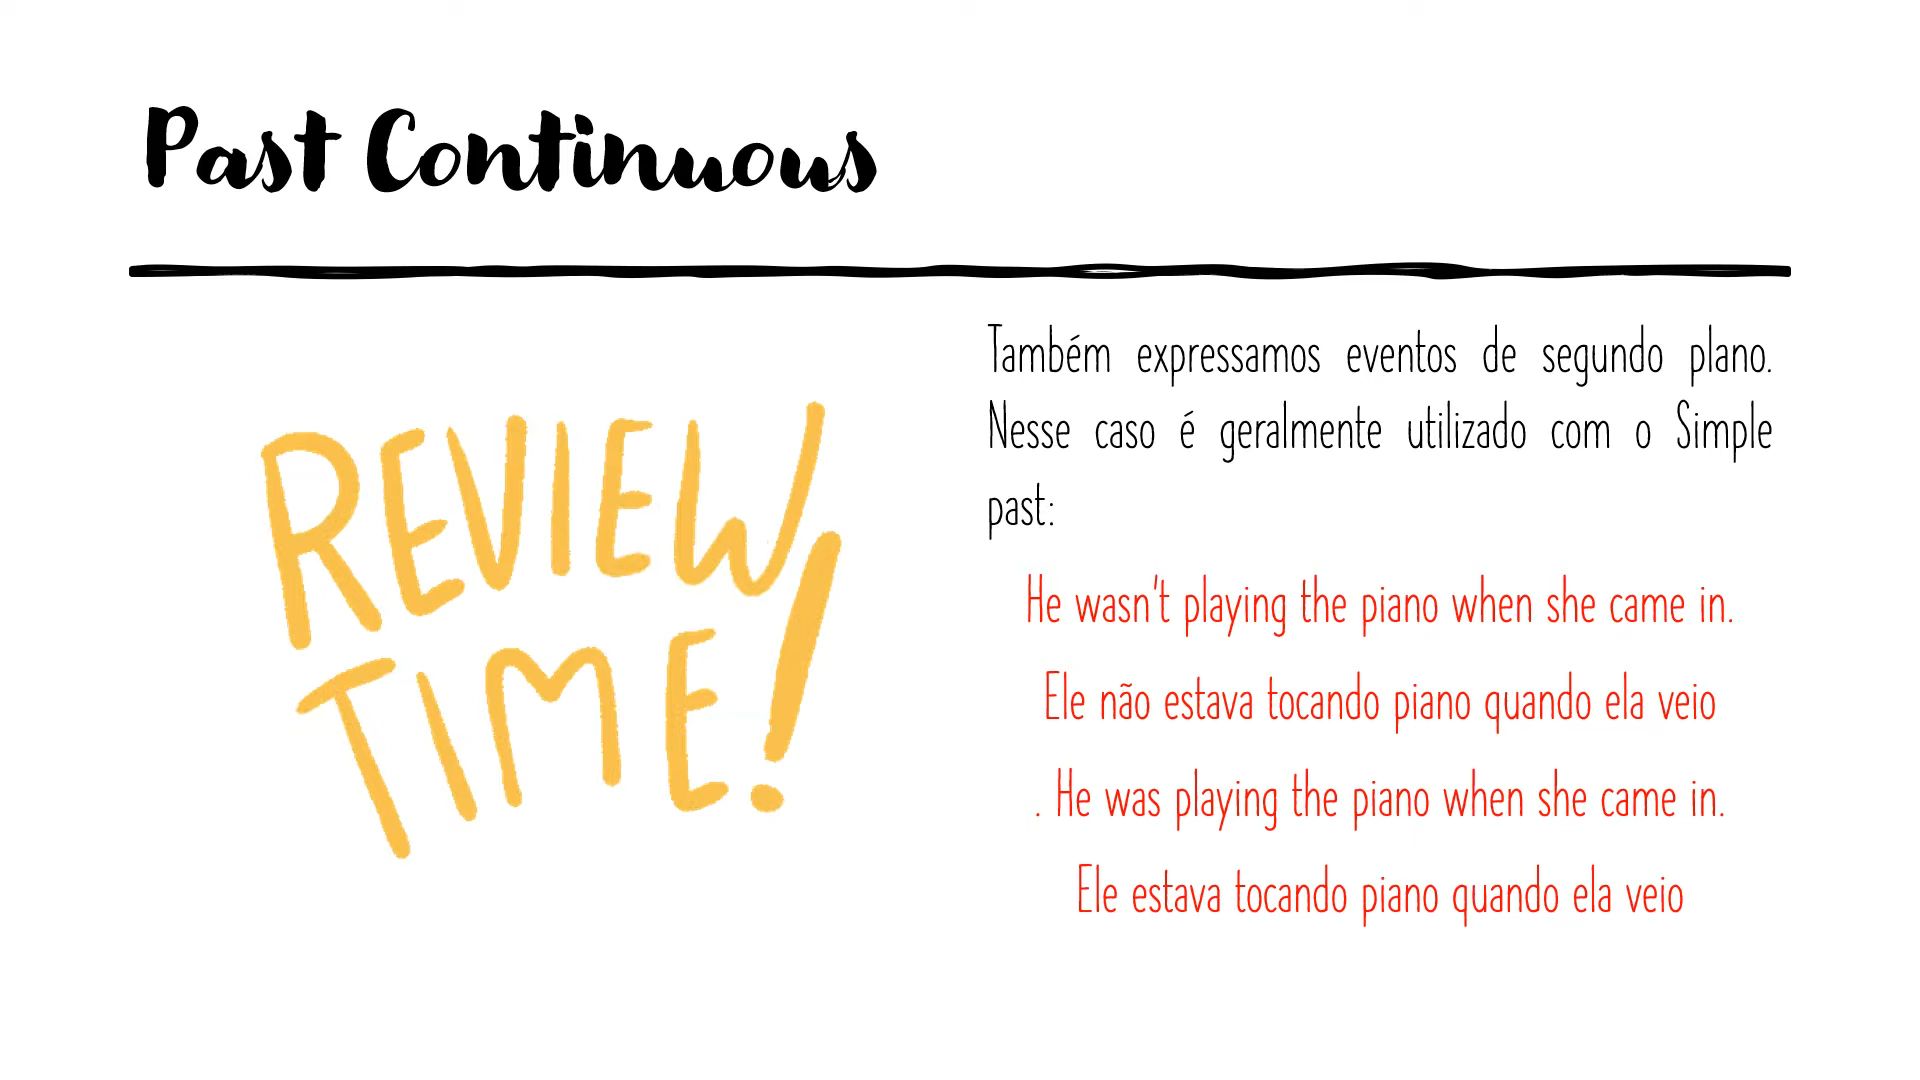 Past Continuous
REVIEW
TIME!
Também expressamos eventos de segundo plano.
Nesse caso é geralmente utilizado com o Simple
past:
He wasn't playing the piano when she came in.
Ele não estava tocando piano quando ela veio
. He was playing the piano when she came in.
Ele estava tocando piano quando ela veio